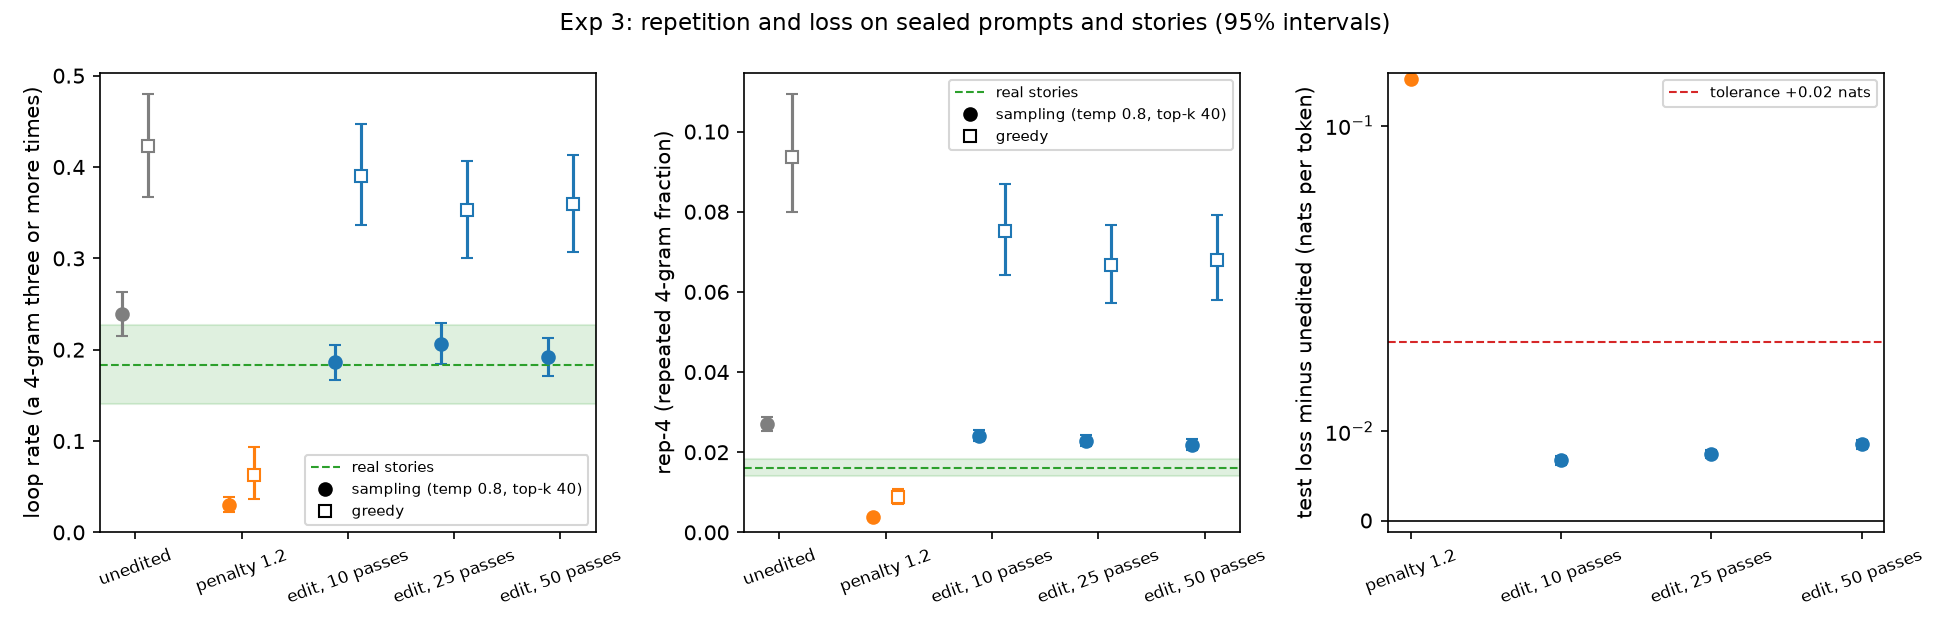 Exp 3: repetition and loss on sealed prompts and stories (95% intervals)
loop rate (a 4-gram three or more times)
0.5
0.4
0.3
0.2
0.1
0.0
real stories
sampling (temp 0.8, top-k 40)
greedy
unedited
penalty 1.2
edit, 10 passes
edit, 25 passes
edit, 50 passes
rep-4 (repeated 4-gram fraction)
0.10
0.08
0.06
0.04
0.02
0.00
real stories
sampling (temp 0.8, top-k 40)
greedy
unedited
penalty 1.2
edit, 10 passes
edit, 25 passes
edit, 50 passes
test loss minus unedited (nats per token)
10⁻¹
10⁻²
0
tolerance +0.02 nats
penalty 1.2
edit, 10 passes
edit, 25 passes
edit, 50 passes